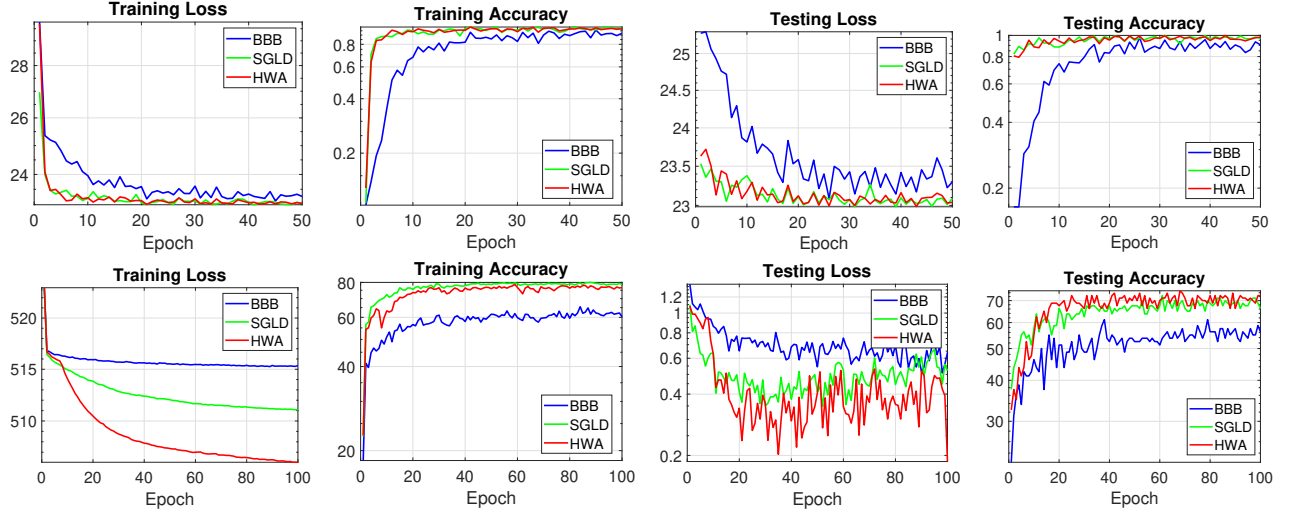 Training Loss
28
26
24
0 10 20 30 40 50
Epoch
BBB
SGLD
HWA
Training Accuracy
0.8
0.6
0.4
0.2
0 10 20 30 40 50
Epoch
BBB
SGLD
HWA
Testing Loss
25
24.5
24
23.5
23
0 10 20 30 40 50
Epoch
BBB
SGLD
HWA
Testing Accuracy
1
0.8
0.6
0.4
0.2
0 10 20 30 40 50
Epoch
BBB
SGLD
HWA
Training Loss
520
515
510
0 20 40 60 80 100
Epoch
BBB
SGLD
HWA
Training Accuracy
80
60
40
20
0 20 40 60 80 100
Epoch
BBB
SGLD
HWA
Testing Loss
1.2
1
0.8
0.6
0.4
0.2
0 20 40 60 80 100
Epoch
BBB
SGLD
HWA
Testing Accuracy
70
60
50
40
30
0 20 40 60 80 100
Epoch
BBB
SGLD
HWA